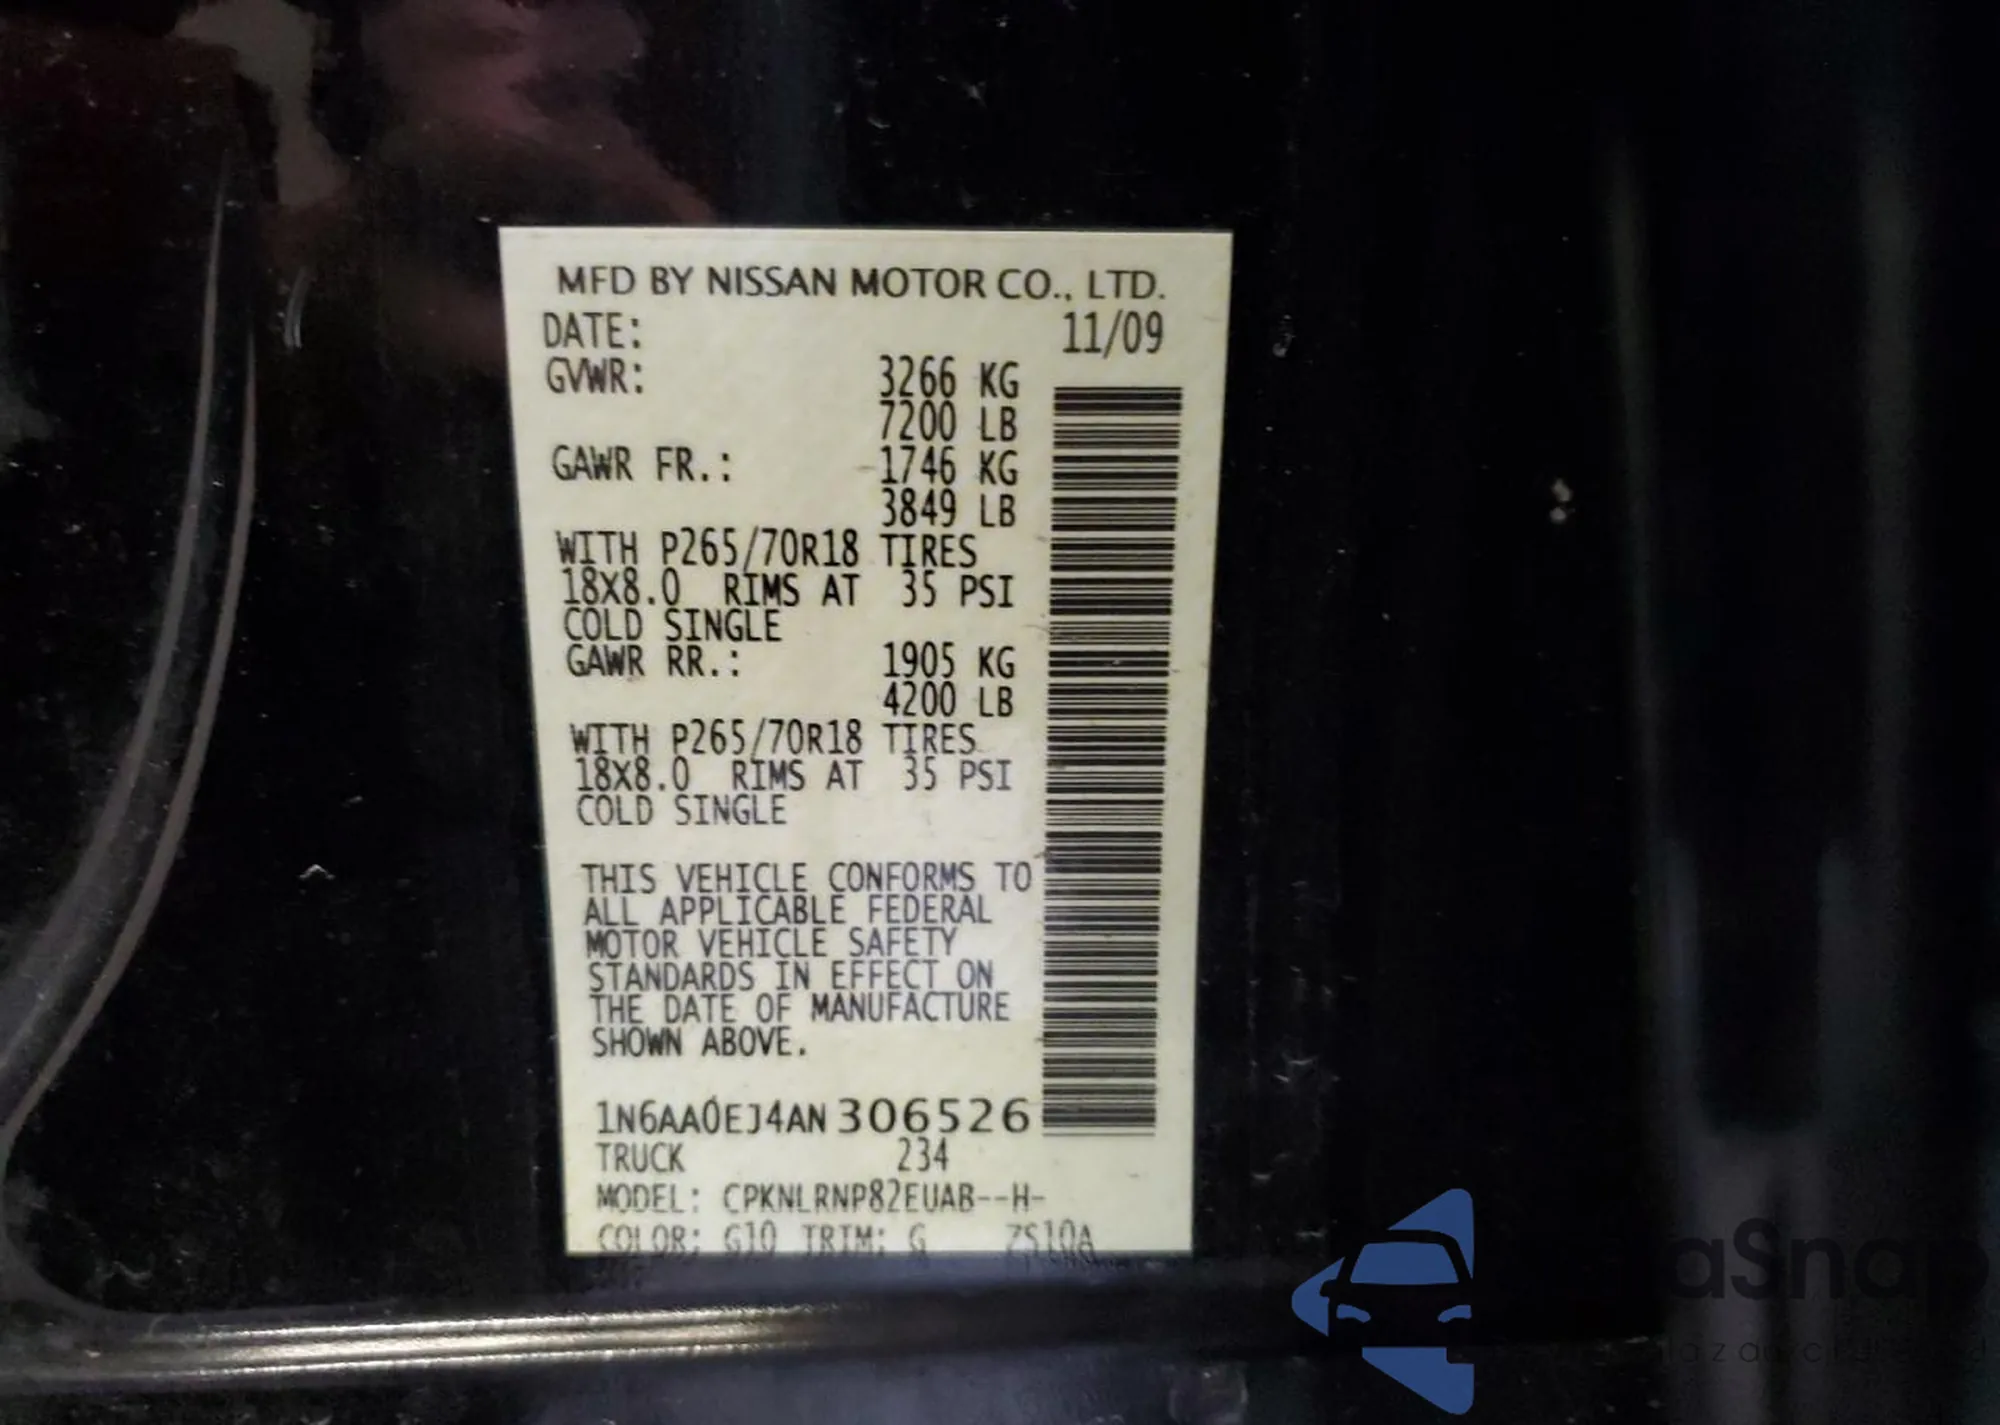 MFD BY NISSAN MOTOR CO., LTD.
DATE: 11/09
GVWR: 3266 KG
7200 LB
GAWR FR.: 1746 KG
3849 LB
WITH P265/70R18 TIRES
18X8.0 RIMS AT 35 PSI
COLD SINGLE
GAWR RR.: 1905 KG
4200 LB
WITH P265/70R18 TIRES
18X8.0 RIMS AT 35 PSI
COLD SINGLE
THIS VEHICLE CONFORMS TO
ALL APPLICABLE FEDERAL
MOTOR VEHICLE SAFETY
STANDARDS IN EFFECT ON
THE DATE OF MANUFACTURE
SHOWN ABOVE.
1N6AA0EJ4AN306526
TRUCK 234
MODEL: CPKNLRNP82EUAB--H-
COLOR: G10 TRIM: G ZS10A